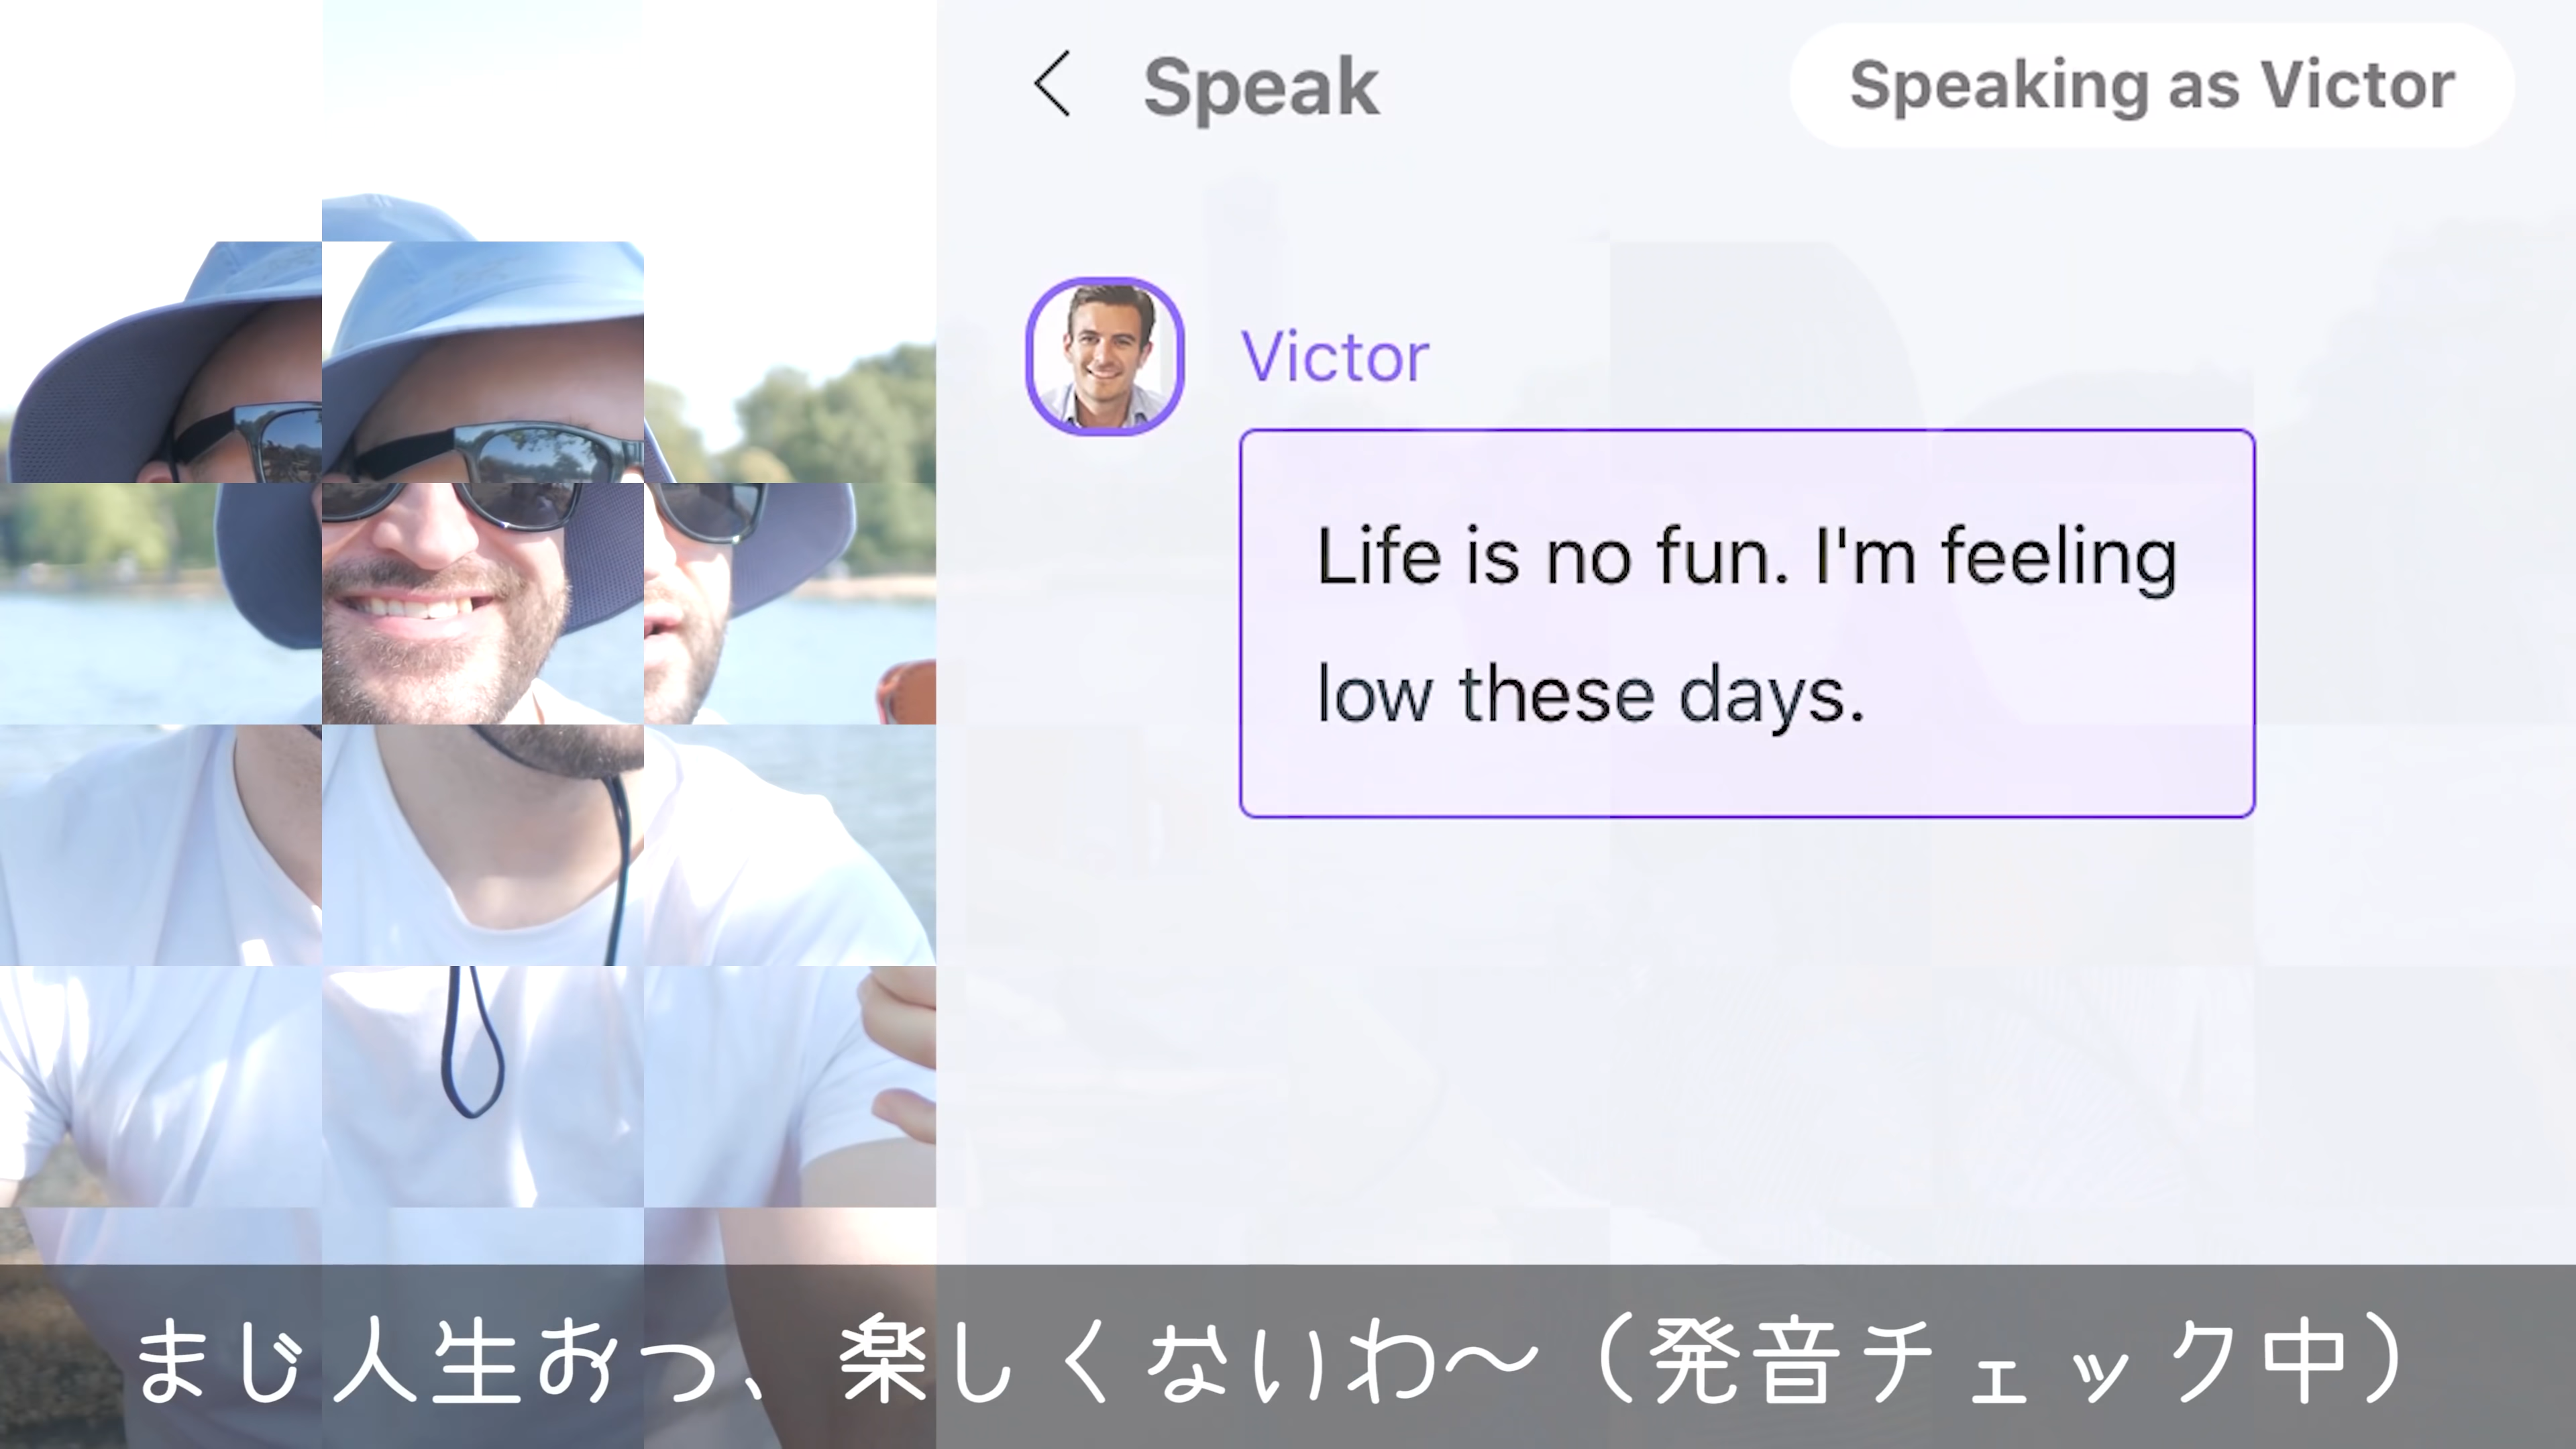 Speak
Speaking as Victor
Victor
Life is no fun. I'm feeling
low these days.
まじ人生おつ、楽しくないわ〜（発音チェック中）